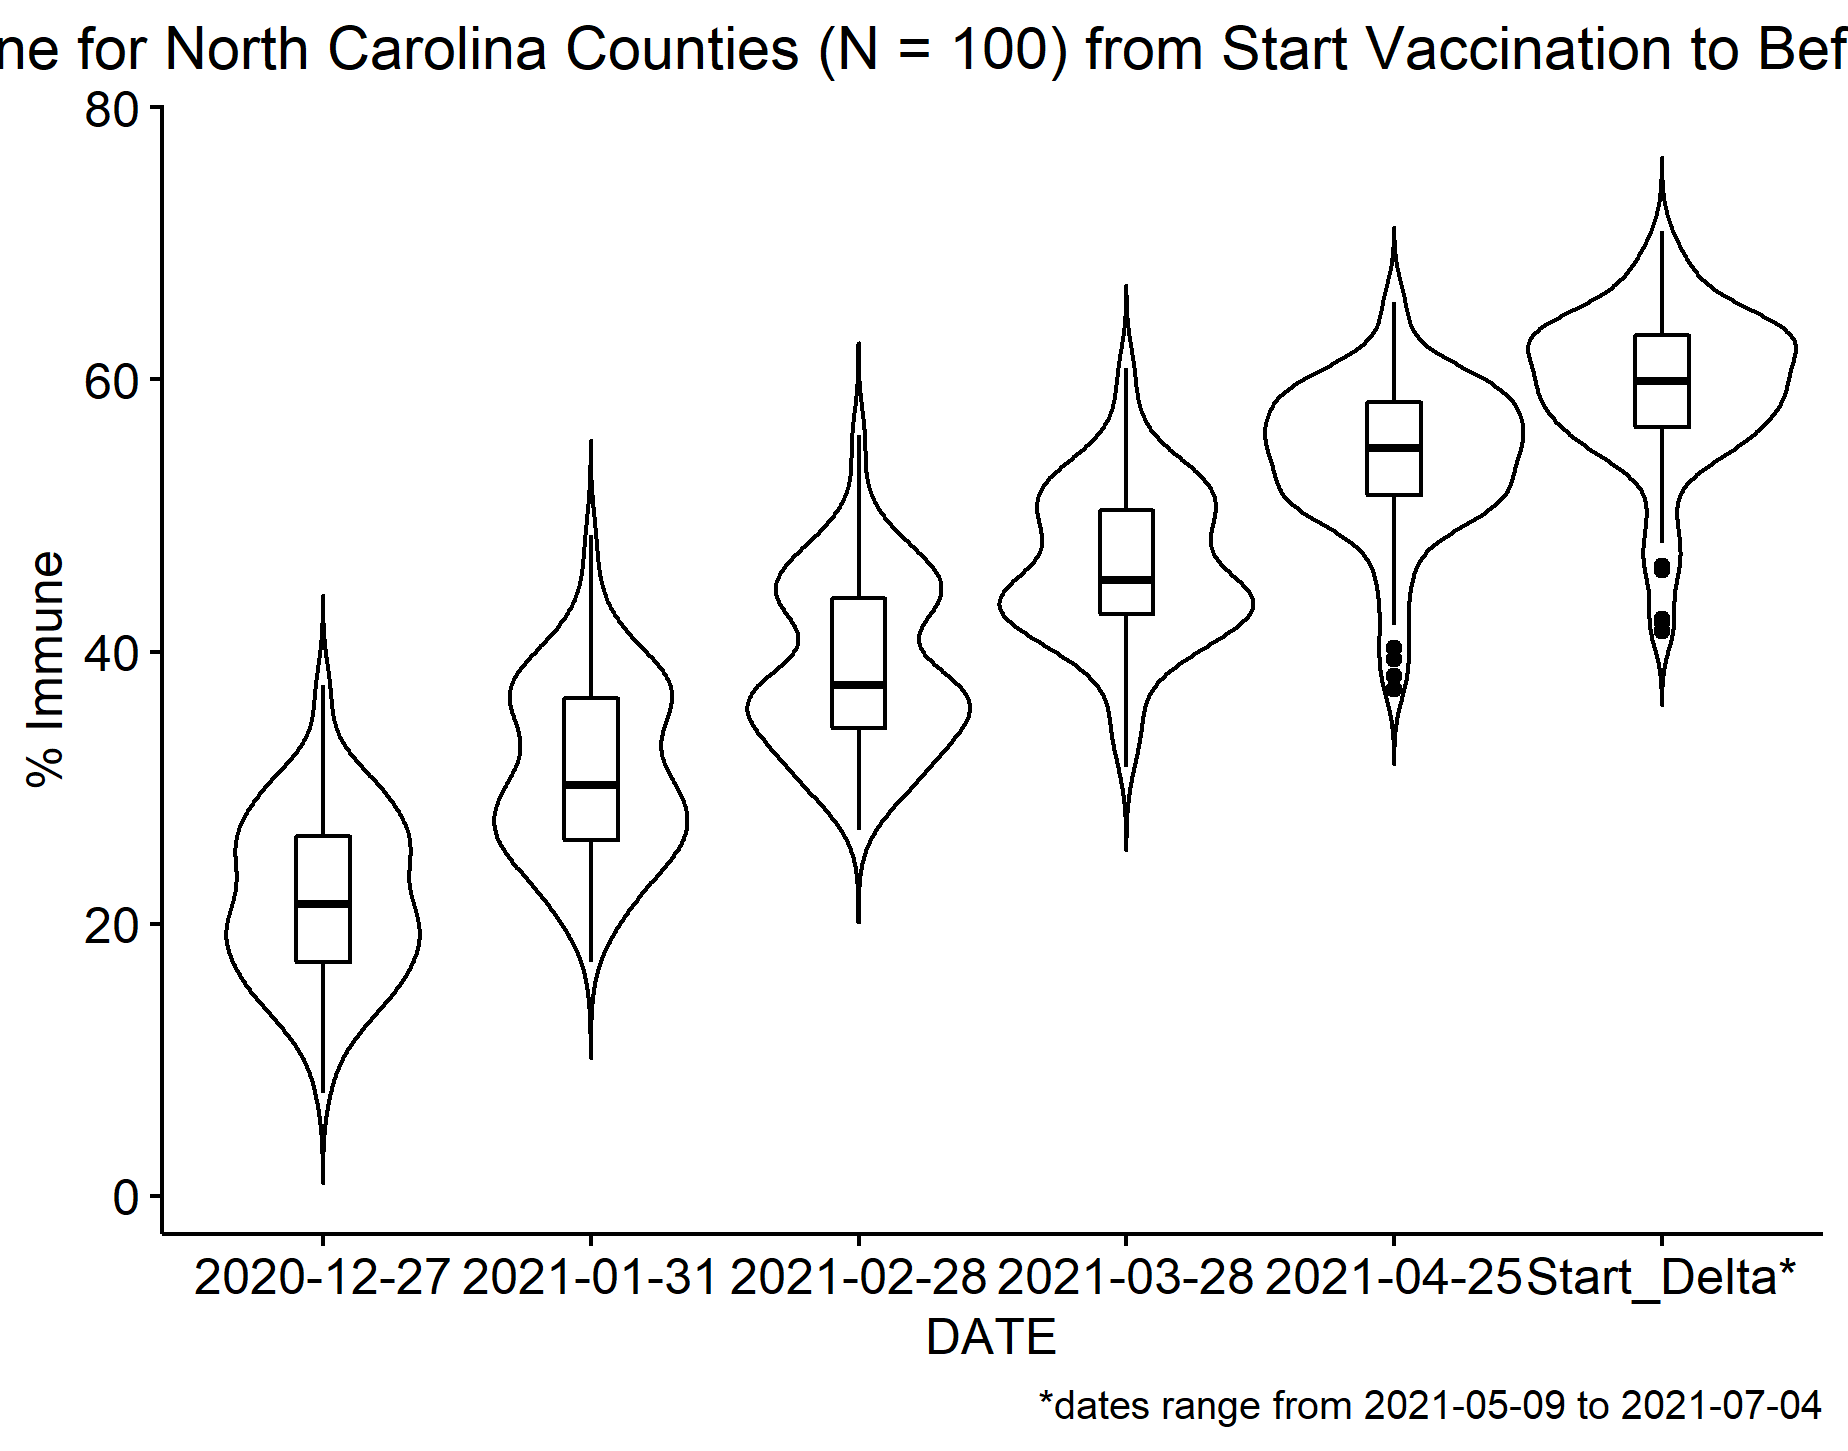 ne for North Carolina Counties (N = 100) from Start Vaccination to Bef
80
60
40
20
0
% Immune
2020-12-27 2021-01-31 2021-02-28 2021-03-28 2021-04-25 Start_Delta*
DATE
*dates range from 2021-05-09 to 2021-07-04